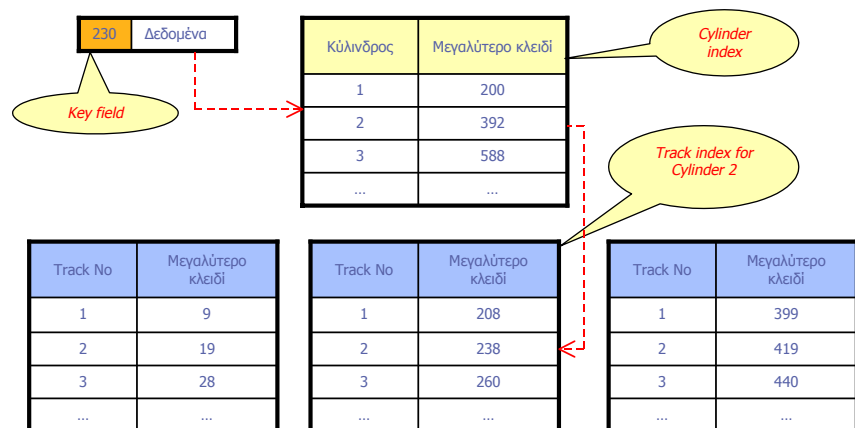 230 Δεδομένα
Key field
Κύλινδρος Μεγαλύτερο κλειδί
1 200
2 392
3 588
... ...
Cylinder
index
Track index for
Cylinder 2
Track No Μεγαλύτερο
κλειδί
1 9
2 19
3 28
... ...
Track No Μεγαλύτερο
κλειδί
1 208
2 238
3 260
... ...
Track No Μεγαλύτερο
κλειδί
1 399
2 419
3 440
... ...